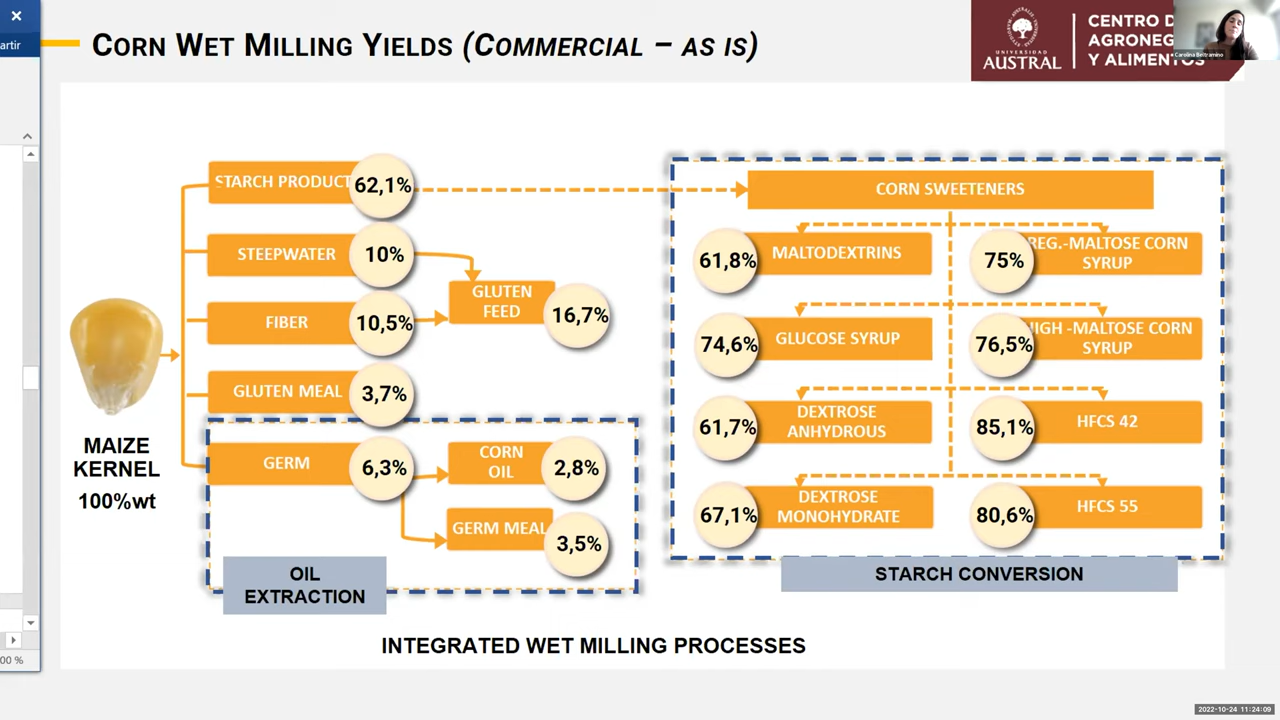 artir
CORN WET MILLING YIELDS (COMMERCIAL – AS IS)
UNIVERSIDAD
AUSTRAL
CENTRO D
AGRONEG
Y ALIMENTOS
Carolina Beltramino
STARCH PRODUCT
62,1%
STEEPWATER
10%
FIBER
10,5%
GLUTEN
FEED
16,7%
GLUTEN MEAL
3,7%
MAIZE
KERNEL
100%wt
GERM
6,3%
CORN
OIL
2,8%
GERM MEAL
3,5%
OIL
EXTRACTION
CORN SWEETENERS
61,8%
MALTODEXTRINS
75%
REG.-MALTOSE CORN
SYRUP
74,6%
GLUCOSE SYRUP
76,5%
HIGH -MALTOSE CORN
SYRUP
61,7%
DEXTROSE
ANHYDROUS
85,1%
HFCS 42
67,1%
DEXTROSE
MONOHYDRATE
80,6%
HFCS 55
STARCH CONVERSION
INTEGRATED WET MILLING PROCESSES
00 %
2022-10-24 11:24:09